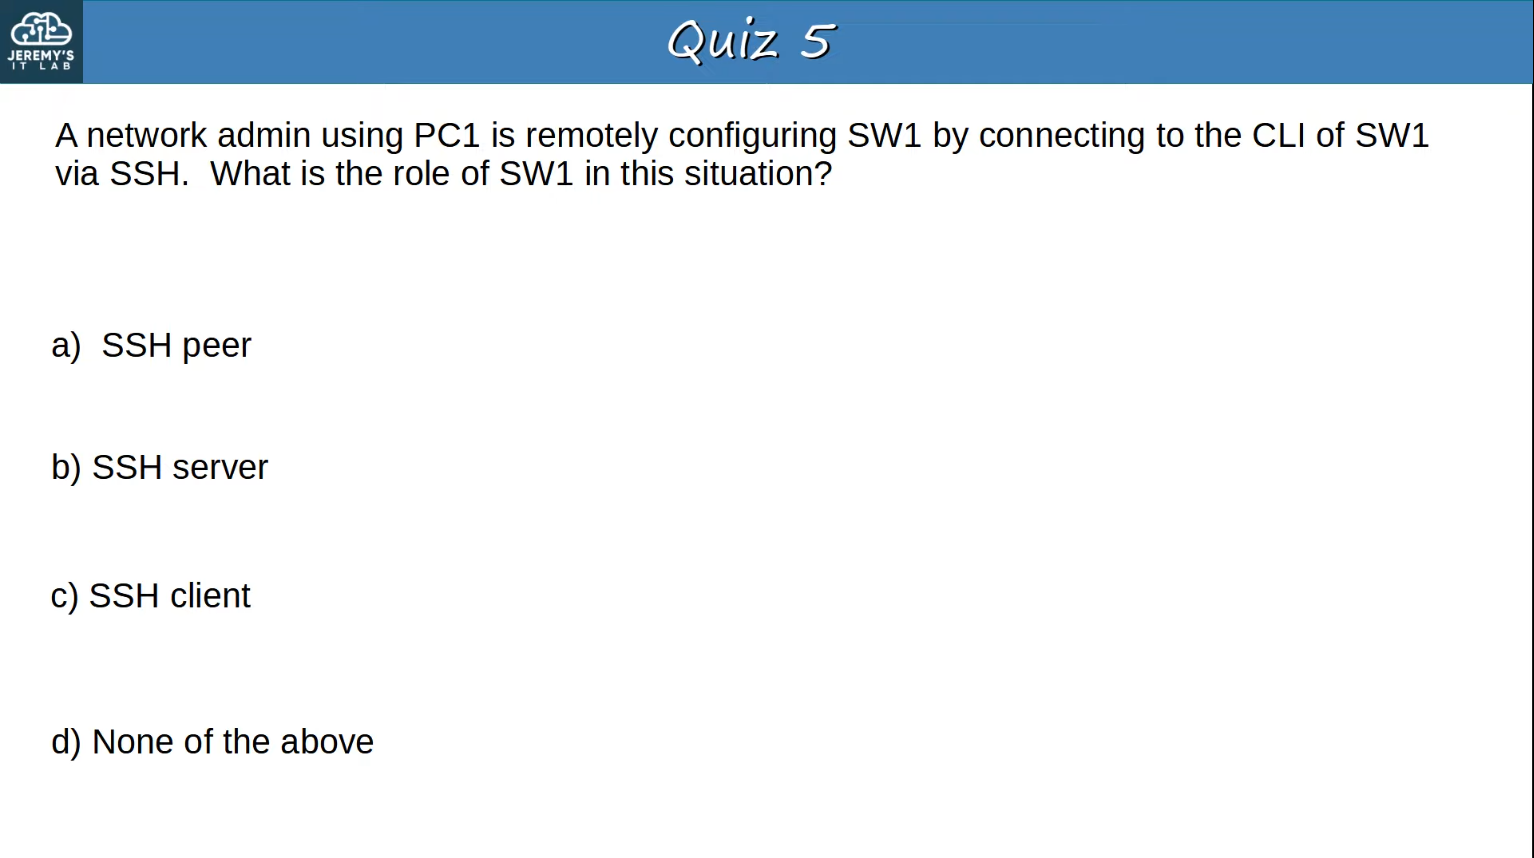 JEREMY'S
IT LAB
Quiz 5
A network admin using PC1 is remotely configuring SW1 by connecting to the CLI of SW1
via SSH.  What is the role of SW1 in this situation?
a)  SSH peer
b) SSH server
c) SSH client
d) None of the above